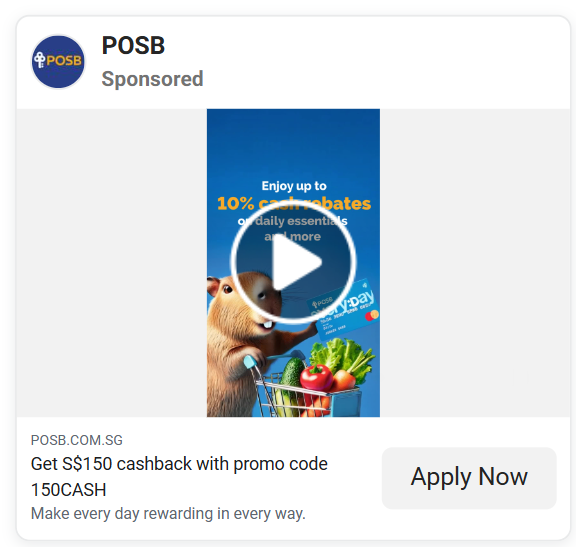 POSB
POSB
Sponsored
Enjoy up to
10% cash rebates
on daily essentials
and more
POSB
everyday
POSB.COM.SG
Get S$150 cashback with promo code
150CASH
Make every day rewarding in every way.
Apply Now